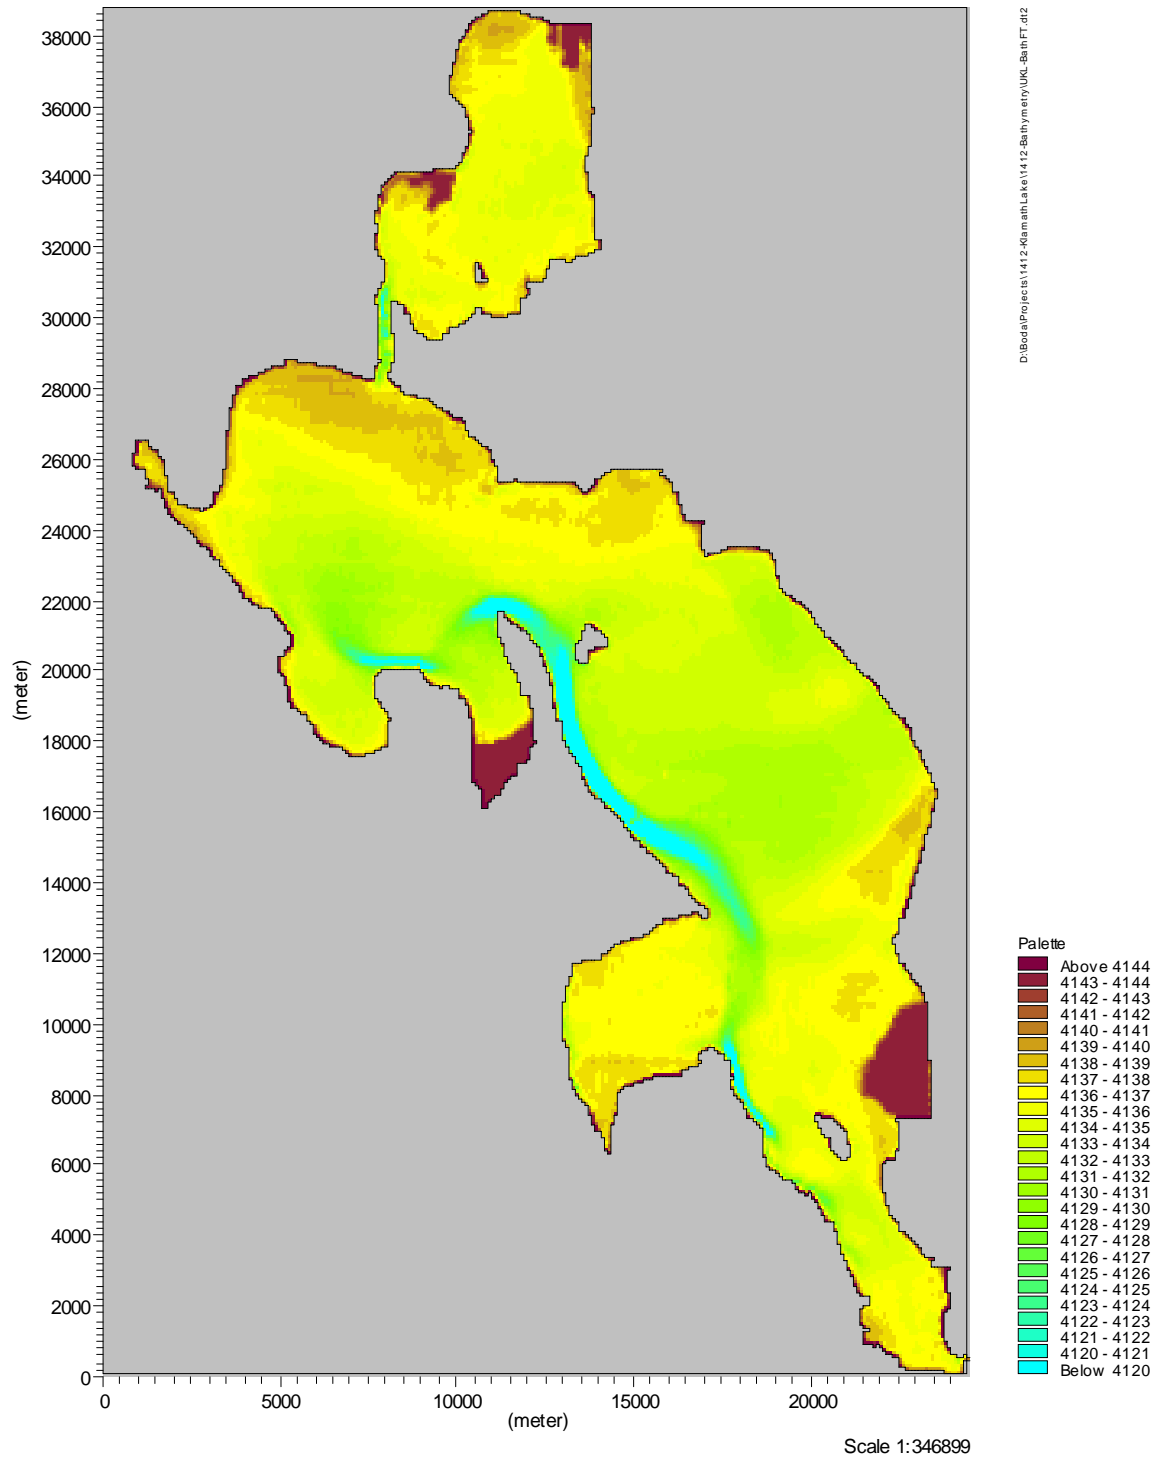 38000
36000
34000
32000
30000
28000
26000
24000
22000
20000
18000
16000
14000
12000
10000
8000
6000
4000
2000
0
(meter)
0 5000 10000 15000 20000
(meter)
Scale 1:346899
D:\Boda\Projects\1412-KlamathLake\1412-Bathymetry\UKL-BathFT.dt2
Palette
Above 4144
4143 - 4144
4142 - 4143
4141 - 4142
4140 - 4141
4139 - 4140
4138 - 4139
4137 - 4138
4136 - 4137
4135 - 4136
4134 - 4135
4133 - 4134
4132 - 4133
4131 - 4132
4130 - 4131
4129 - 4130
4128 - 4129
4127 - 4128
4126 - 4127
4125 - 4126
4124 - 4125
4123 - 4124
4122 - 4123
4121 - 4122
4120 - 4121
Below 4120